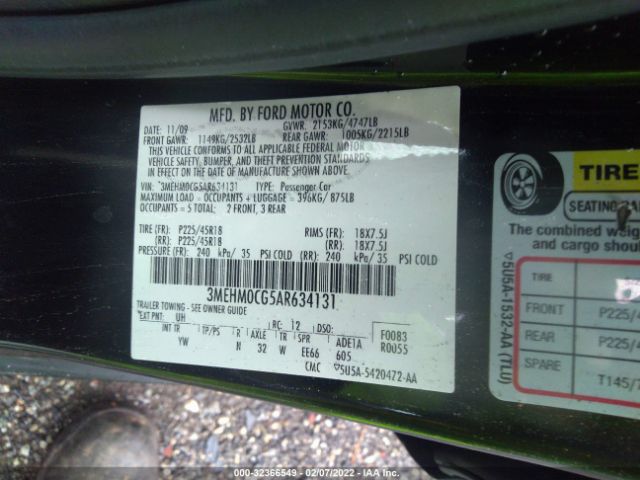 MFD. BY FORD MOTOR CO.
DATE: 11/09 GVWR: 2153KG/4747LB
FRONT GAWR: 1149KG/2532LB REAR GAWR: 1005KG/2215LB
THIS VEHICLE CONFORMS TO ALL APPLICABLE FEDERAL MOTOR
VEHICLE SAFETY, BUMPER, AND THEFT PREVENTION STANDARDS
IN EFFECT ON THE DATE OF MANUFACTURE SHOWN ABOVE.
VIN: *3MEHM0CG5AR634131 TYPE: Passenger Car
MAXIMUM LOAD = OCCUPANTS + LUGGAGE = 396KG/ 875LB
OCCUPANTS = 5 TOTAL: 2 FRONT, 3 REAR
TIRE (FR): P225/45R18 RIMS (FR): 18X7.5J
(RR): P225/45R18 (RR): 18X7.5J
PRESSURE (FR): 240 kPa/ 35 PSI COLD (RR): 240 kPa/ 35 PSI COLD
3MEHM0CG5AR634131
TRAILER TOWING - SEE OWNER GUIDE
EXT PNT: UH RC: 12 DSO: F0083
INT TR TP/PS R AXLE TR SPR ADETA R0055
YW N 32 W EE66 605
CMC 5U5A-5420472-AA
TIRE
SEATING
The combined
and cargo
5U5A-1532-AA (TLU)
TIRE
FRONT P225/4
REAR P225/4
SPARE T145/
000-32366549 - 02/07/2022 - IAA Inc.